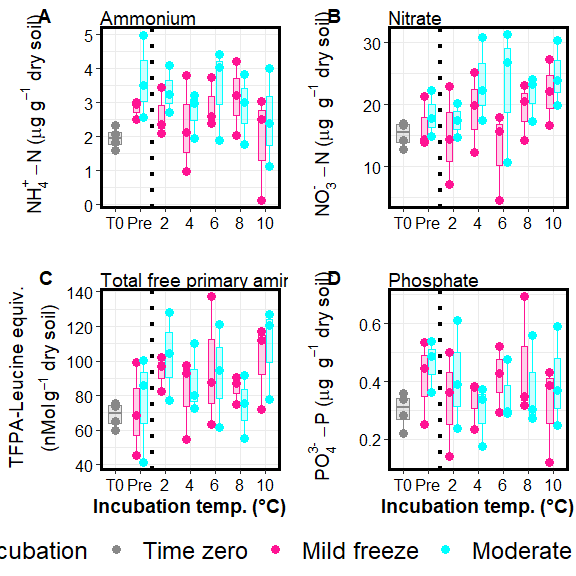 A Ammonium
B Nitrate
NH₄⁺ – N (µg g⁻¹ dry soil)
5
4
3
2
1
0
T0 Pre 2 4 6 8 10
NO₃⁻ – N (µg g⁻¹ dry soil)
30
20
10
T0 Pre 2 4 6 8 10
C Total free primary amin
D Phosphate
TFPA-Leucine equiv.
(nMol g⁻¹ dry soil)
140
120
100
80
60
40
T0 Pre 2 4 6 8 10
Incubation temp. (°C)
PO₄³⁻ – P (µg g⁻¹ dry soil)
0.6
0.4
0.2
T0 Pre 2 4 6 8 10
Incubation temp. (°C)
cubation Time zero Mild freeze Moderate